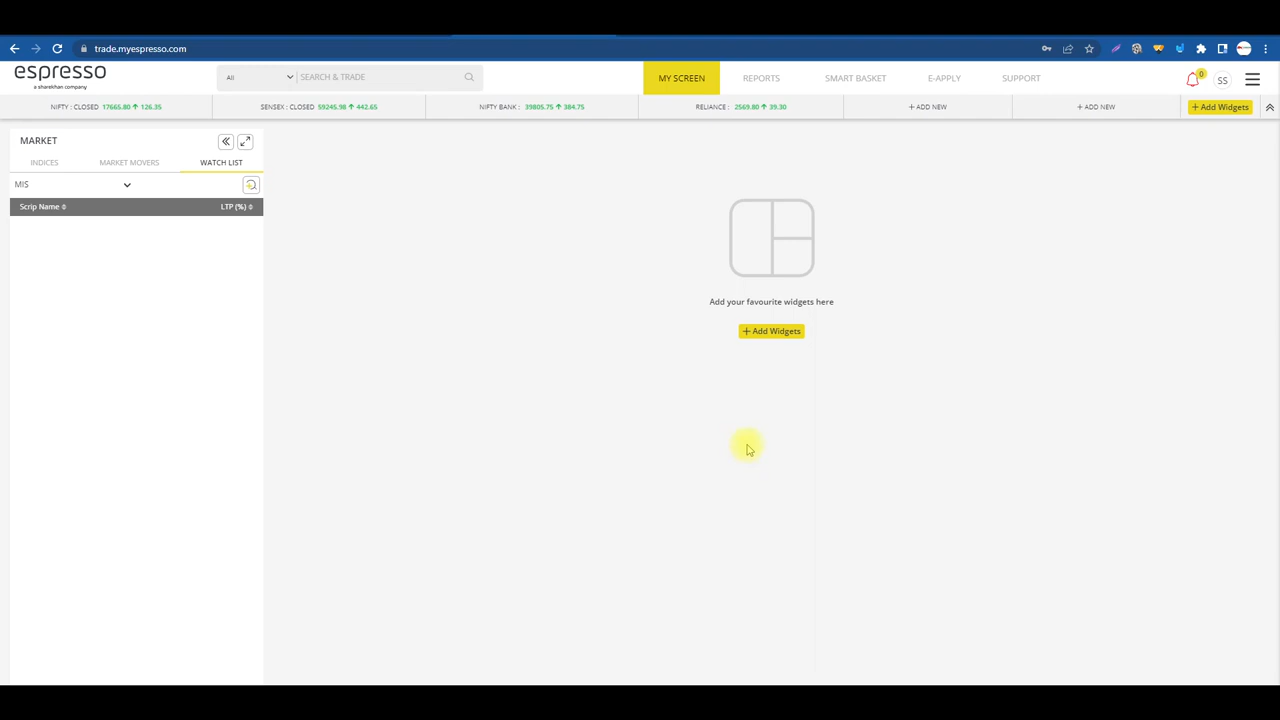 trade.myespresso.com
espresso
a sharekhan company
All
SEARCH & TRADE
MY SCREEN
REPORTS
SMART BASKET
E-APPLY
SUPPORT
0
SS
NIFTY : CLOSED 17665.80 ↑ 126.35
SENSEX : CLOSED 59245.98 ↑ 442.65
NIFTY BANK : 39805.75 ↑ 384.75
RELIANCE : 2569.80 ↑ 39.30
+ ADD NEW
+ ADD NEW
+ Add Widgets
MARKET
INDICES
MARKET MOVERS
WATCH LIST
MIS
Scrip Name
LTP (%)
Add your favourite widgets here
+ Add Widgets